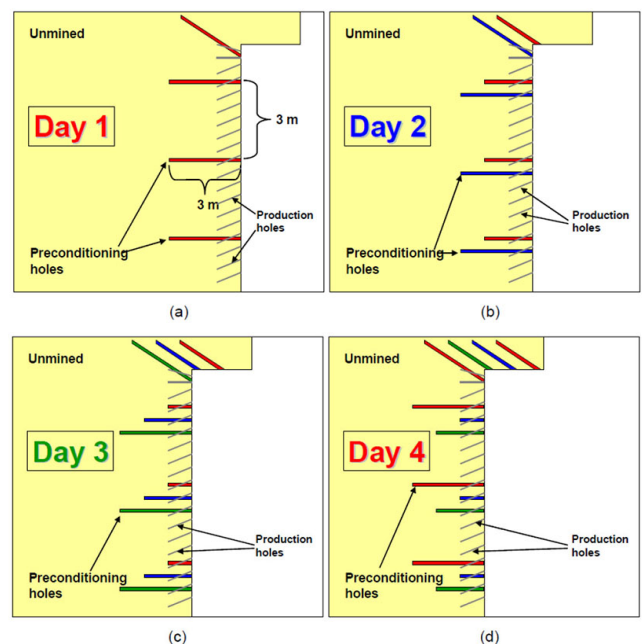 Unmined
Day 1
3 m
3 m
Production
holes
Preconditioning
holes
(a)
Unmined
Day 2
Production
holes
Preconditioning
holes
(b)
Unmined
Day 3
Production
holes
Preconditioning
holes
(c)
Unmined
Day 4
Production
holes
Preconditioning
holes
(d)